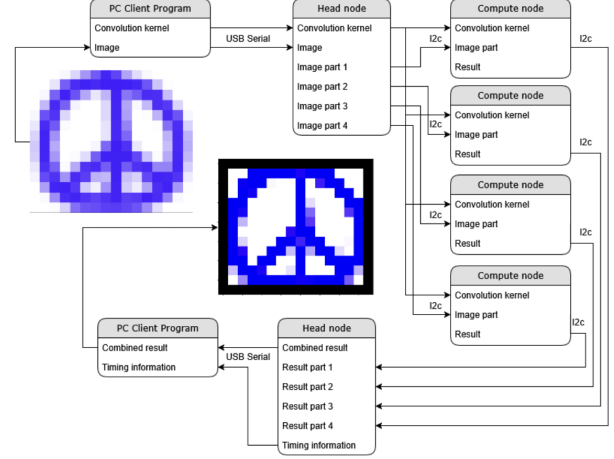 PC Client Program
Convolution kernel
Image
USB Serial
Head node
Convolution kernel
Image
Image part 1
Image part 2
Image part 3
Image part 4
Compute node
Convolution kernel
Image part
Result
I2c
I2c
Compute node
Convolution kernel
Image part
Result
I2c
I2c
Compute node
Convolution kernel
Image part
Result
I2c
I2c
Compute node
Convolution kernel
Image part
Result
I2c
I2c
PC Client Program
Combined result
Timing information
USB Serial
Head node
Combined result
Result part 1
Result part 2
Result part 3
Result part 4
Timing information